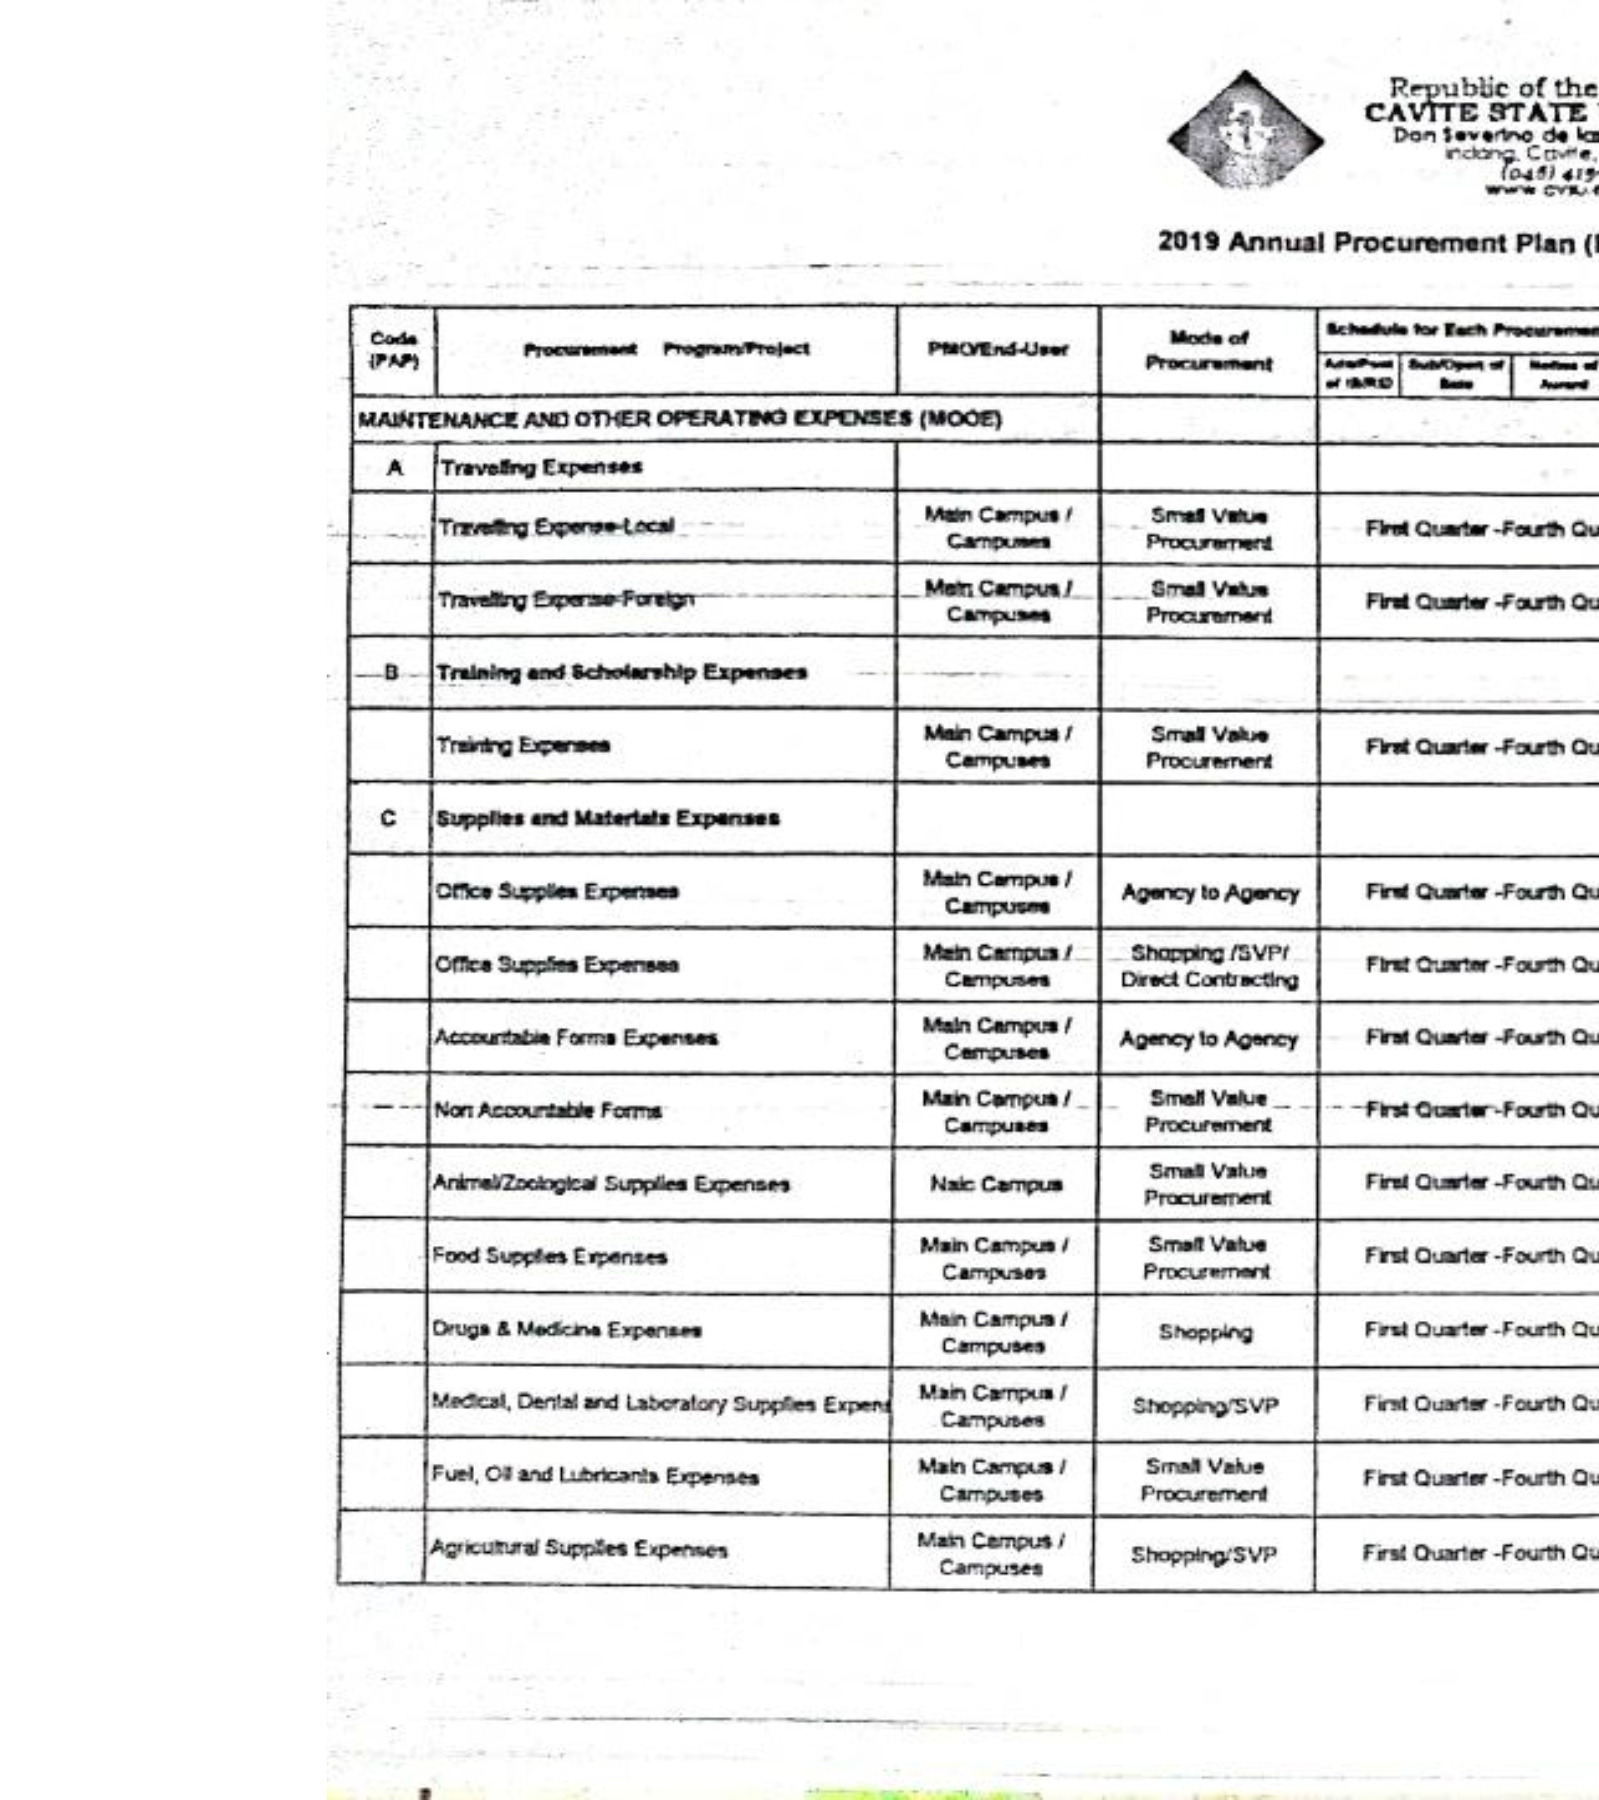 Republic of the
CAVITE STATE
Don Severino de las
Indang, Cavite,
(046) 419
www.cvsu.e
2019 Annual Procurement Plan (
Code
(PAP)
Procurement Program/Project
PMO/End-User
Mode of
Procurement
Schedule for Each Procuremen
Ads/Post
of IB/REI
Sub/Open of
Bids
Notice of
Award
MAINTENANCE AND OTHER OPERATING EXPENSES (MOOE)
A Travelling Expenses
Travelling Expense-Local Main Campus / Campuses Small Value Procurement First Quarter -Fourth Qu
Travelling Expense-Foreign Main Campus / Campuses Small Value Procurement First Quarter -Fourth Qu
B Training and Scholarship Expenses
Training Expenses Main Campus / Campuses Small Value Procurement First Quarter -Fourth Qu
C Supplies and Materials Expenses
Office Supplies Expenses Main Campus / Campuses Agency to Agency First Quarter -Fourth Qu
Office Supplies Expenses Main Campus / Campuses Shopping /SVP/ Direct Contracting First Quarter -Fourth Qu
Accountable Forms Expenses Main Campus / Campuses Agency to Agency First Quarter -Fourth Qu
Non Accountable Forms Main Campus / Campuses Small Value Procurement First Quarter -Fourth Qu
Animal/Zoological Supplies Expenses Naic Campus Small Value Procurement First Quarter -Fourth Qu
Food Supplies Expenses Main Campus / Campuses Small Value Procurement First Quarter -Fourth Qu
Drugs & Medicine Expenses Main Campus / Campuses Shopping First Quarter -Fourth Qu
Medical, Dental and Laboratory Supplies Expens Main Campus / Campuses Shopping/SVP First Quarter -Fourth Qu
Fuel, Oil and Lubricants Expenses Main Campus / Campuses Small Value Procurement First Quarter -Fourth Qu
Agricultural Supplies Expenses Main Campus / Campuses Shopping/SVP First Quarter -Fourth Qu